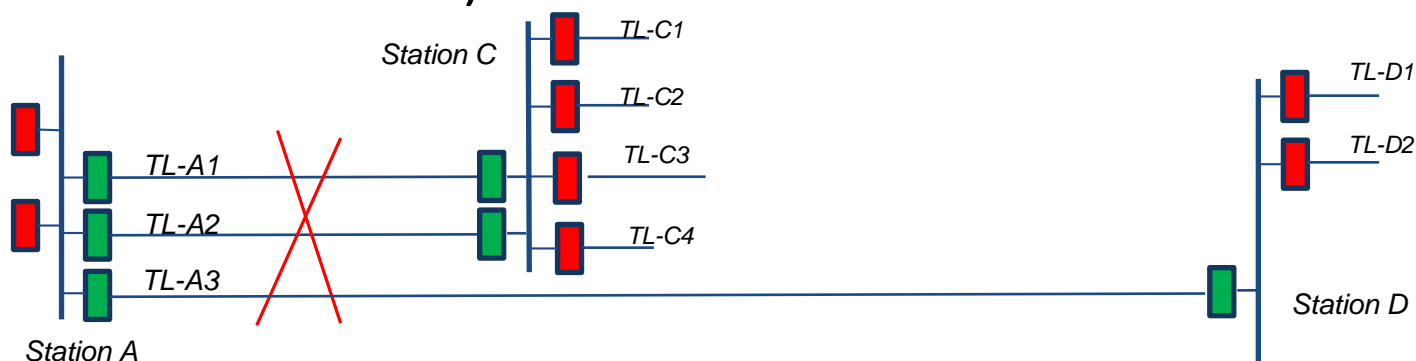 TL-C1
Station C
TL-D1
TL-C2
TL-D2
TL-C3
TL-A1
TL-A2
TL-C4
TL-A3
Station D
Station A